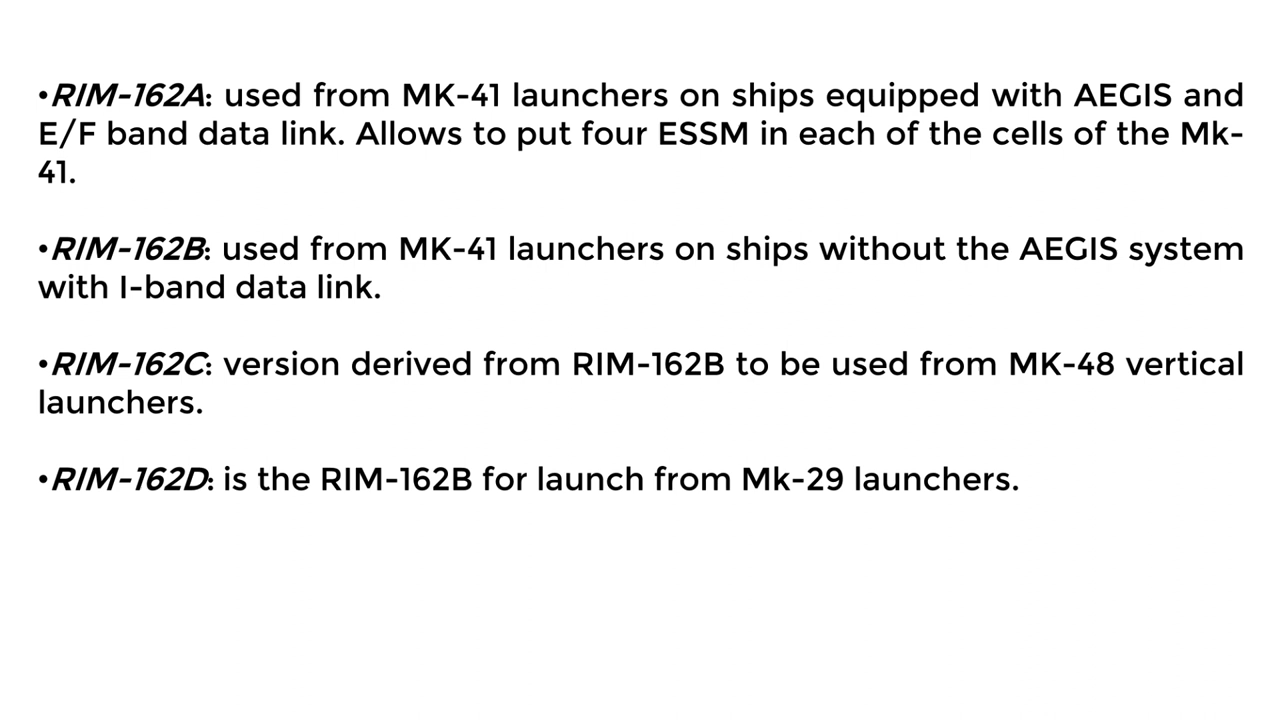 •RIM-162A: used from MK-41 launchers on ships equipped with AEGIS and
E/F band data link. Allows to put four ESSM in each of the cells of the Mk-
41.
•RIM-162B: used from MK-41 launchers on ships without the AEGIS system
with I-band data link.
•RIM-162C: version derived from RIM-162B to be used from MK-48 vertical
launchers.
•RIM-162D: is the RIM-162B for launch from Mk-29 launchers.